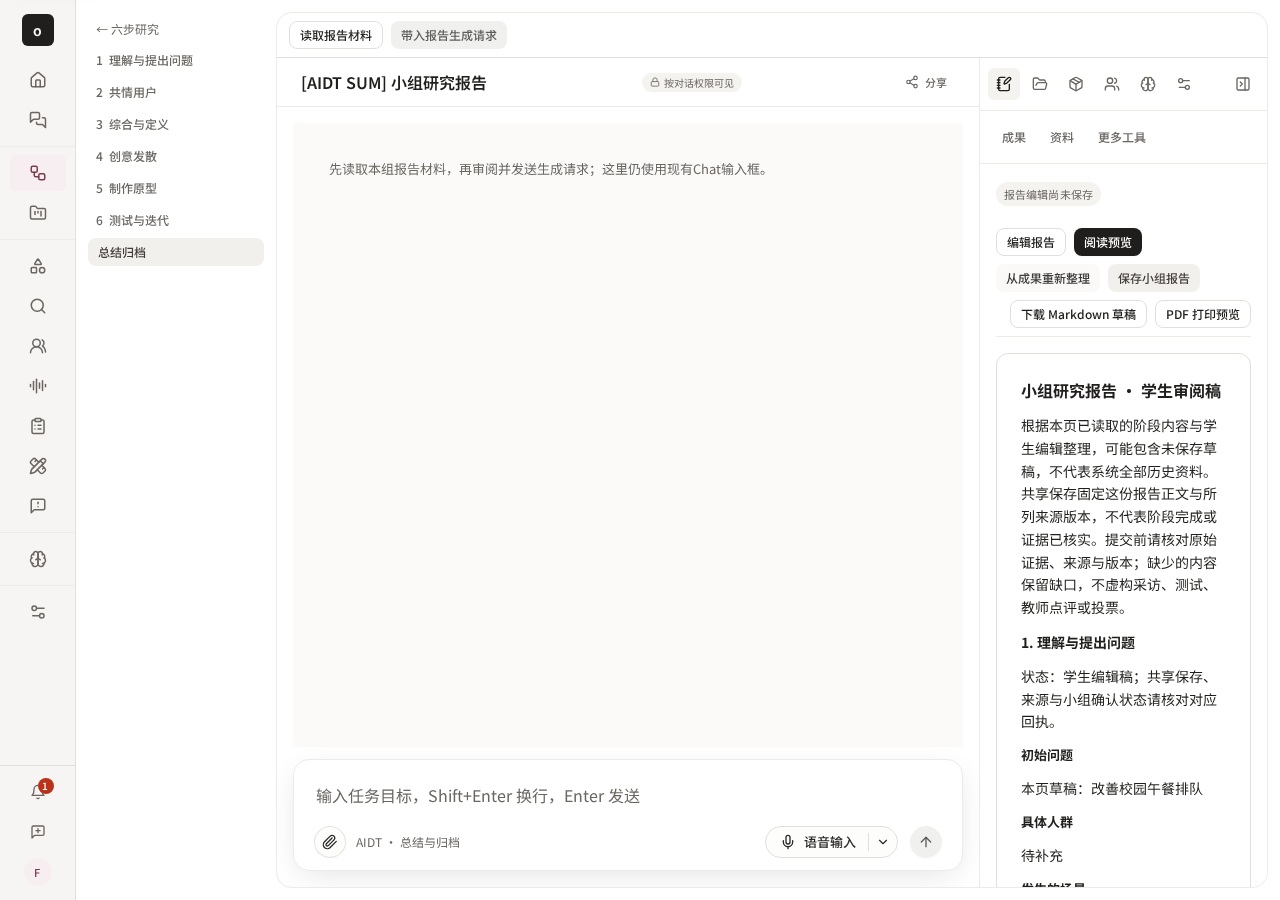 o
1
F
← 六步研究
1 理解与提出问题
2 共情用户
3 综合与定义
4 创意发散
5 制作原型
6 测试与迭代
总结归档
读取报告材料
带入报告生成请求
[AIDT SUM] 小组研究报告
按对话权限可见
分享
先读取本组报告材料，再审阅并发送生成请求；这里仍使用现有Chat输入框。
输入任务目标，Shift+Enter 换行，Enter 发送
AIDT · 总结与归档
语音输入
成果
资料
更多工具
报告编辑尚未保存
编辑报告
阅读预览
从成果重新整理
保存小组报告
下载 Markdown 草稿
PDF 打印预览
小组研究报告 · 学生审阅稿
根据本页已读取的阶段内容与学
生编辑整理，可能包含未保存草
稿，不代表系统全部历史资料。
共享保存固定这份报告正文与所
列来源版本，不代表阶段完成或
证据已核实。提交前请核对原始
证据、来源与版本；缺少的内容
保留缺口，不虚构采访、测试、
教师点评或投票。
1. 理解与提出问题
状态：学生编辑稿；共享保存、
来源与小组确认状态请核对对应
回执。
初始问题
本页草稿：改善校园午餐排队
具体人群
待补充
发生的场景